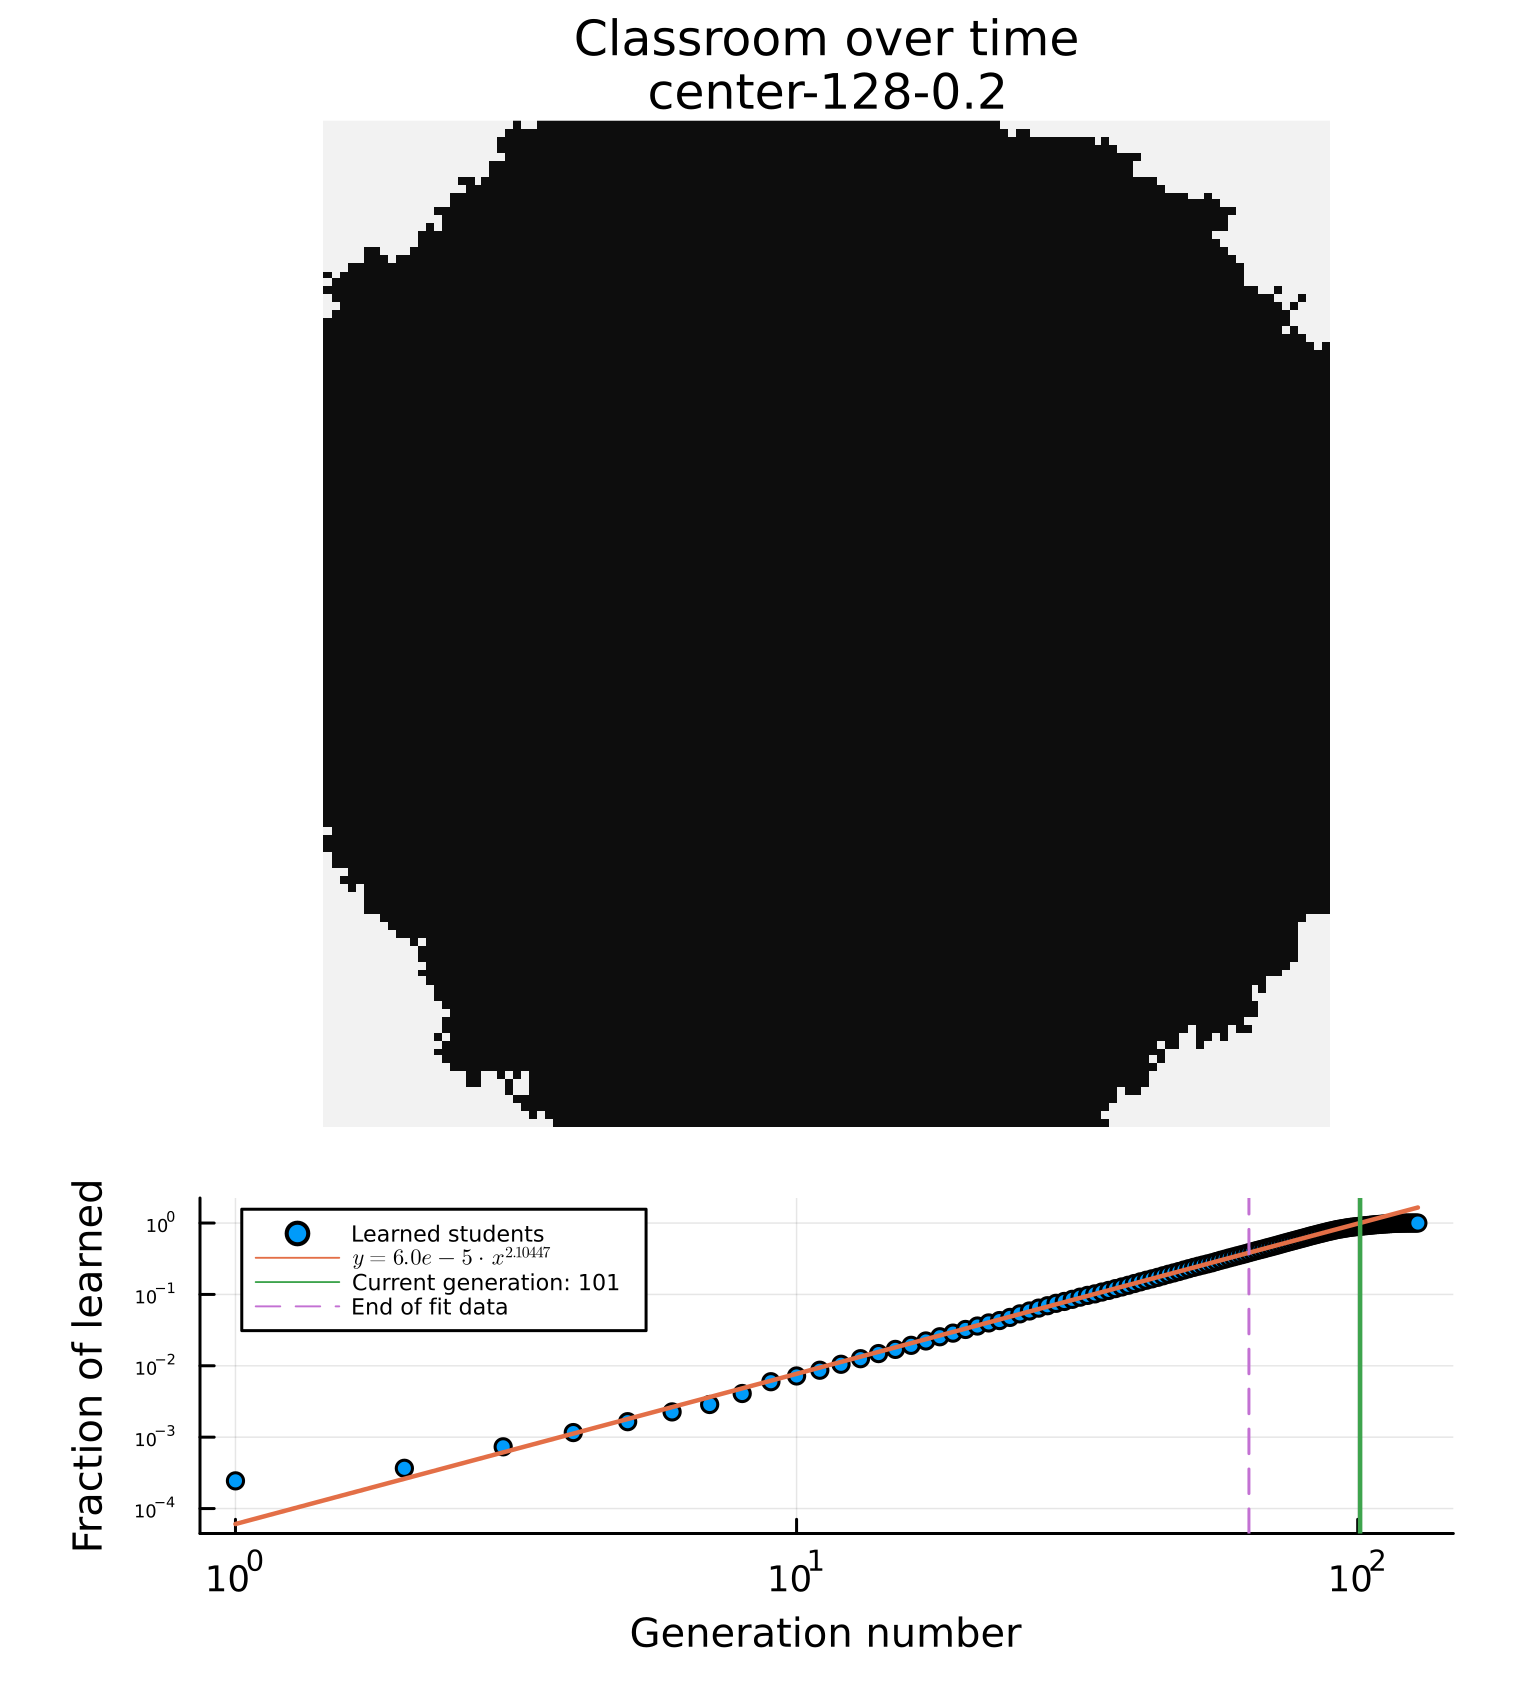 Classroom over time
center-128-0.2
Fraction of learned
10^0
10^−1
10^−2
10^−3
10^−4
Learned students
y = 6.0e − 5 · x^2.10447
Current generation: 101
End of fit data
10^0 10^1 10^2
Generation number